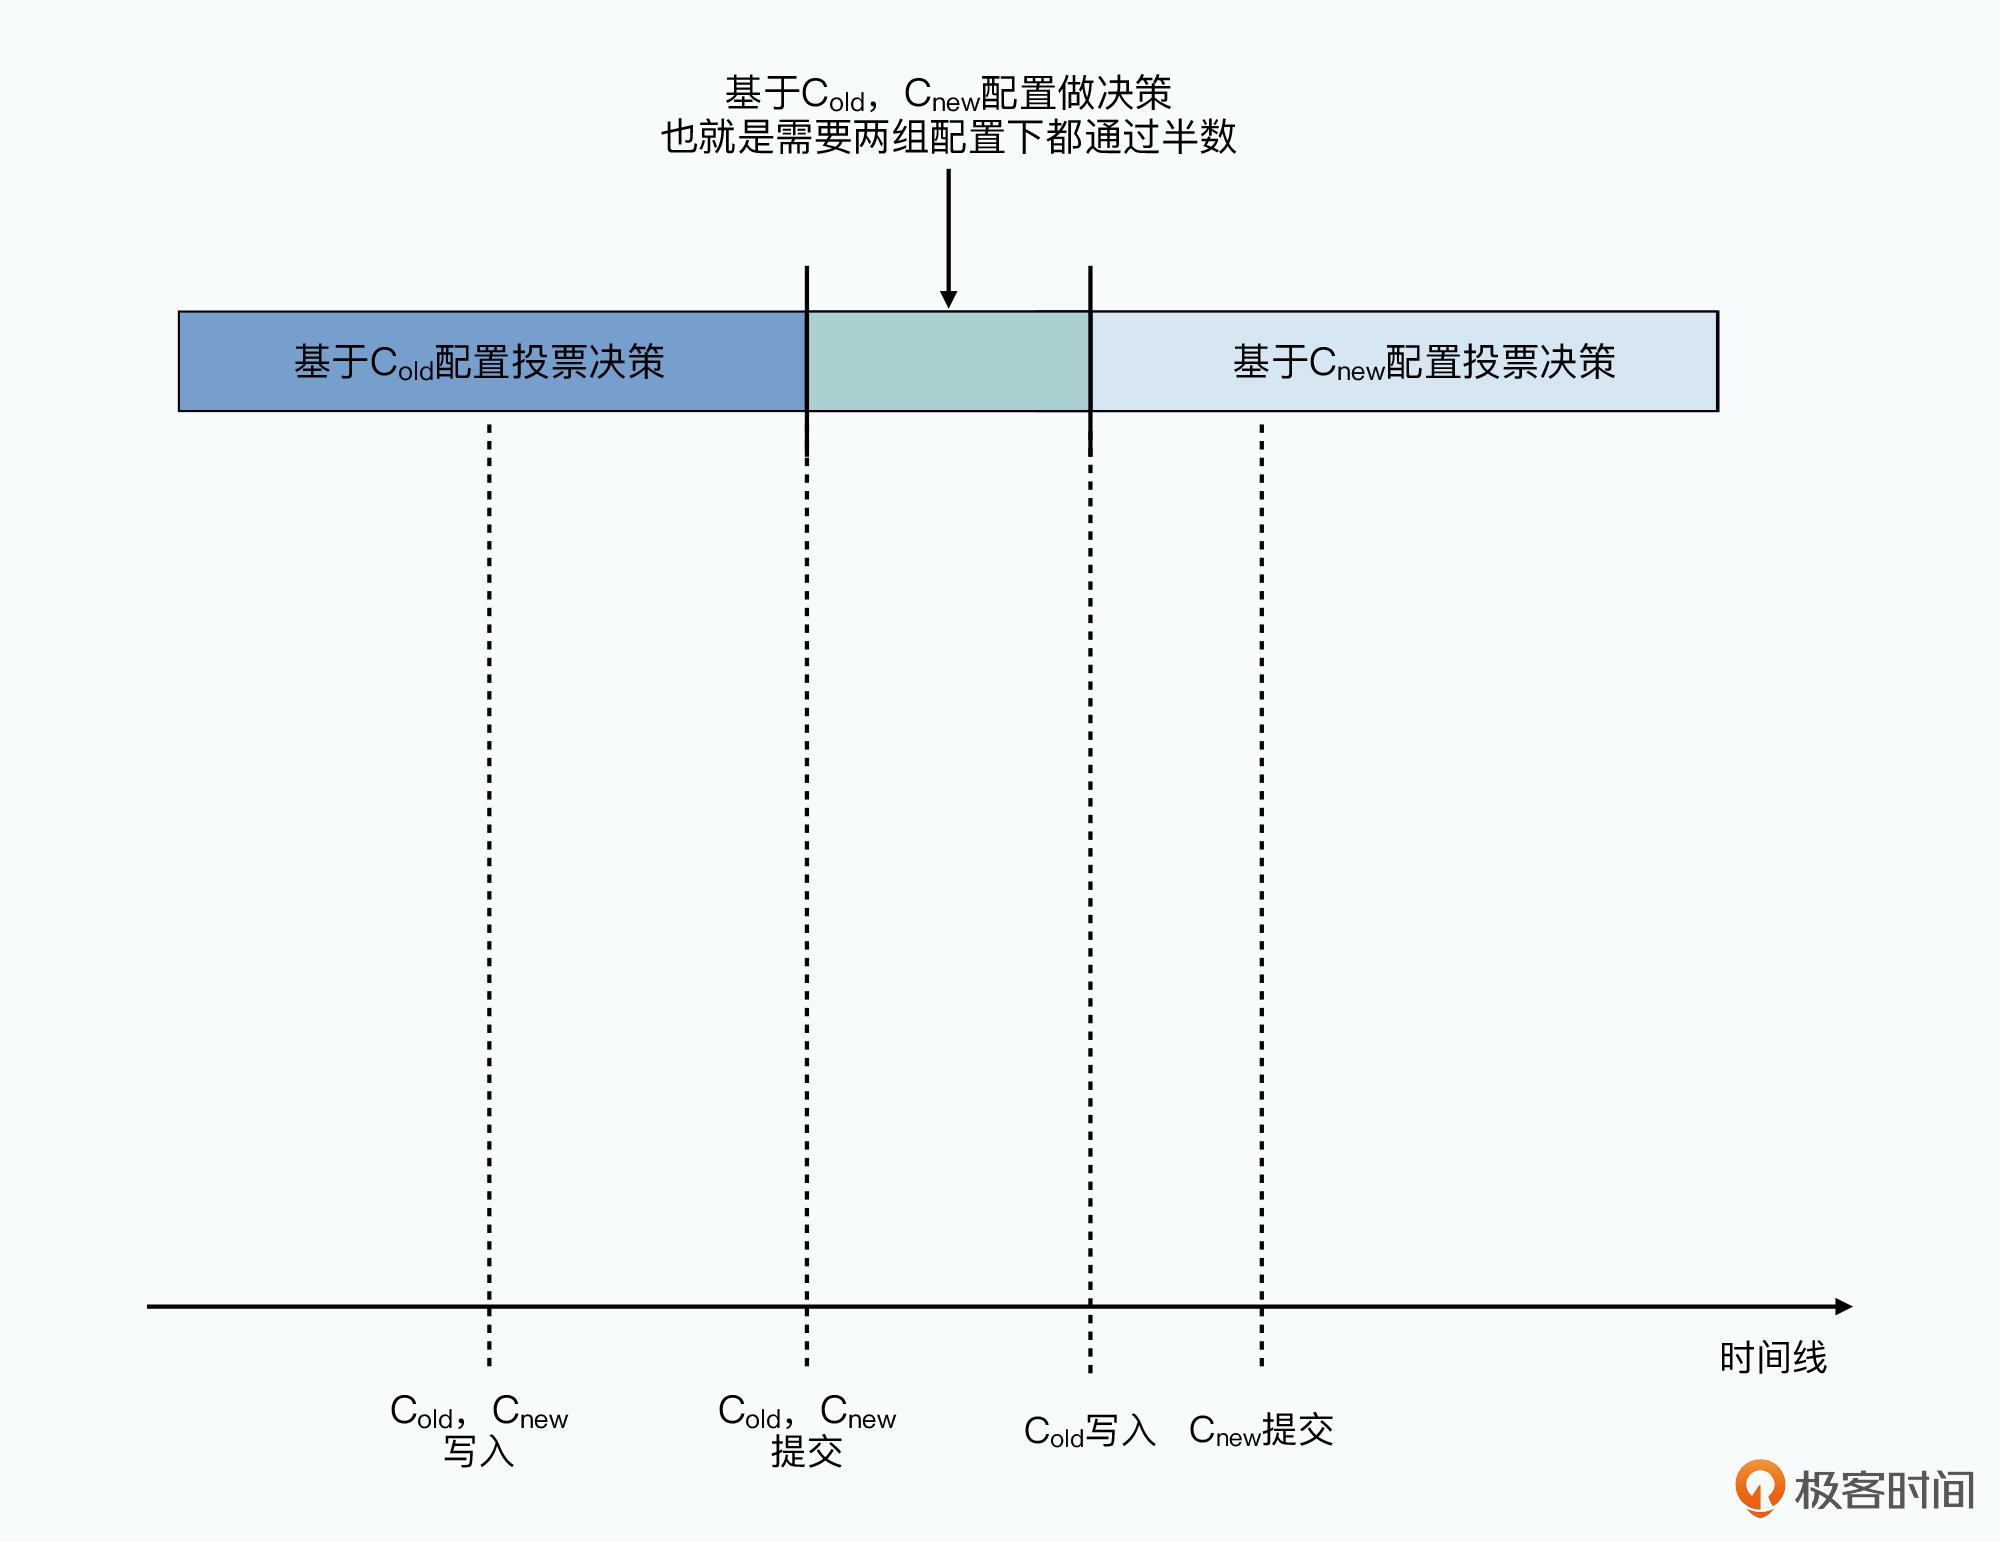 基于Cold，Cnew配置做决策
也就是需要两组配置下都通过半数
基于Cold配置投票决策
基于Cnew配置投票决策
时间线
Cold，Cnew
写入
Cold，Cnew
提交
Cold写入
Cnew提交
极客时间